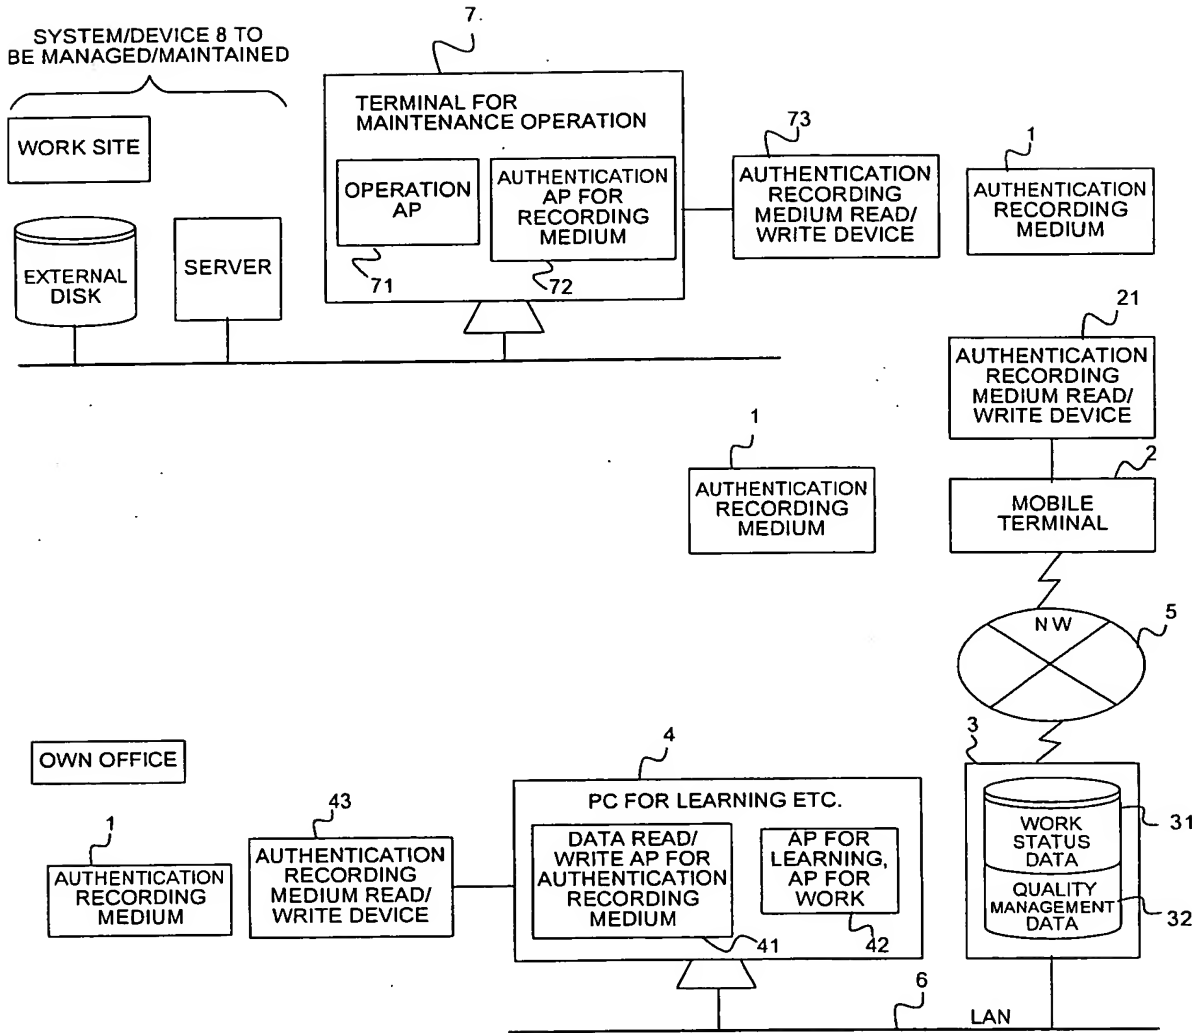 SYSTEM/DEVICE 8 TO
BE MANAGED/MAINTAINED
7.
TERMINAL FOR
MAINTENANCE OPERATION
WORK SITE
OPERATION
AP
71
AUTHENTICATION
AP FOR
RECORDING
MEDIUM
72
73
AUTHENTICATION
RECORDING
MEDIUM READ/
WRITE DEVICE
1
AUTHENTICATION
RECORDING
MEDIUM
EXTERNAL
DISK
SERVER
21
AUTHENTICATION
RECORDING
MEDIUM READ/
WRITE DEVICE
1
AUTHENTICATION
RECORDING
MEDIUM
2
MOBILE
TERMINAL
NW
5
OWN OFFICE
1
AUTHENTICATION
RECORDING
MEDIUM
43
AUTHENTICATION
RECORDING
MEDIUM READ/
WRITE DEVICE
4
PC FOR LEARNING ETC.
DATA READ/
WRITE AP FOR
AUTHENTICATION
RECORDING
MEDIUM
41
AP FOR
LEARNING,
AP FOR
WORK
42
3
WORK
STATUS
DATA
31
QUALITY
MANAGEMENT
DATA
32
6
LAN